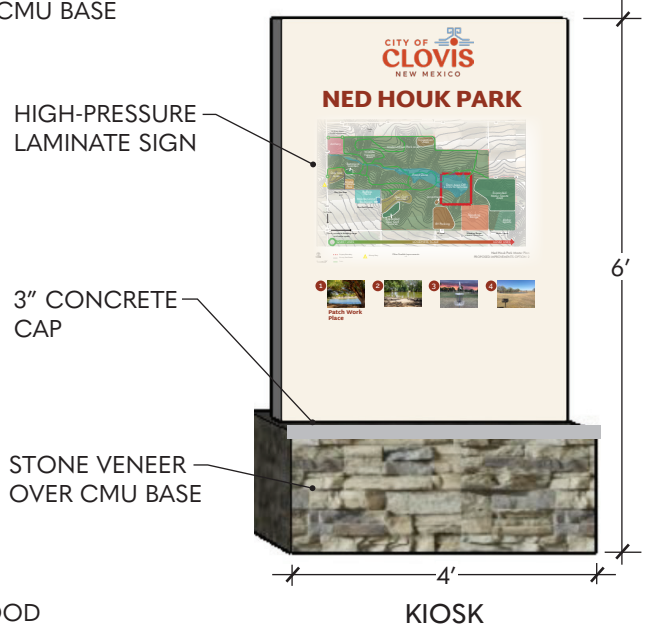 CMU BASE
CITY OF
CLOVIS
NEW MEXICO
NED HOUK PARK
HIGH-PRESSURE
LAMINATE SIGN
6'
3" CONCRETE
CAP
1
2
3
4
Patch Work
Place
STONE VENEER
OVER CMU BASE
4'
OOD
KIOSK